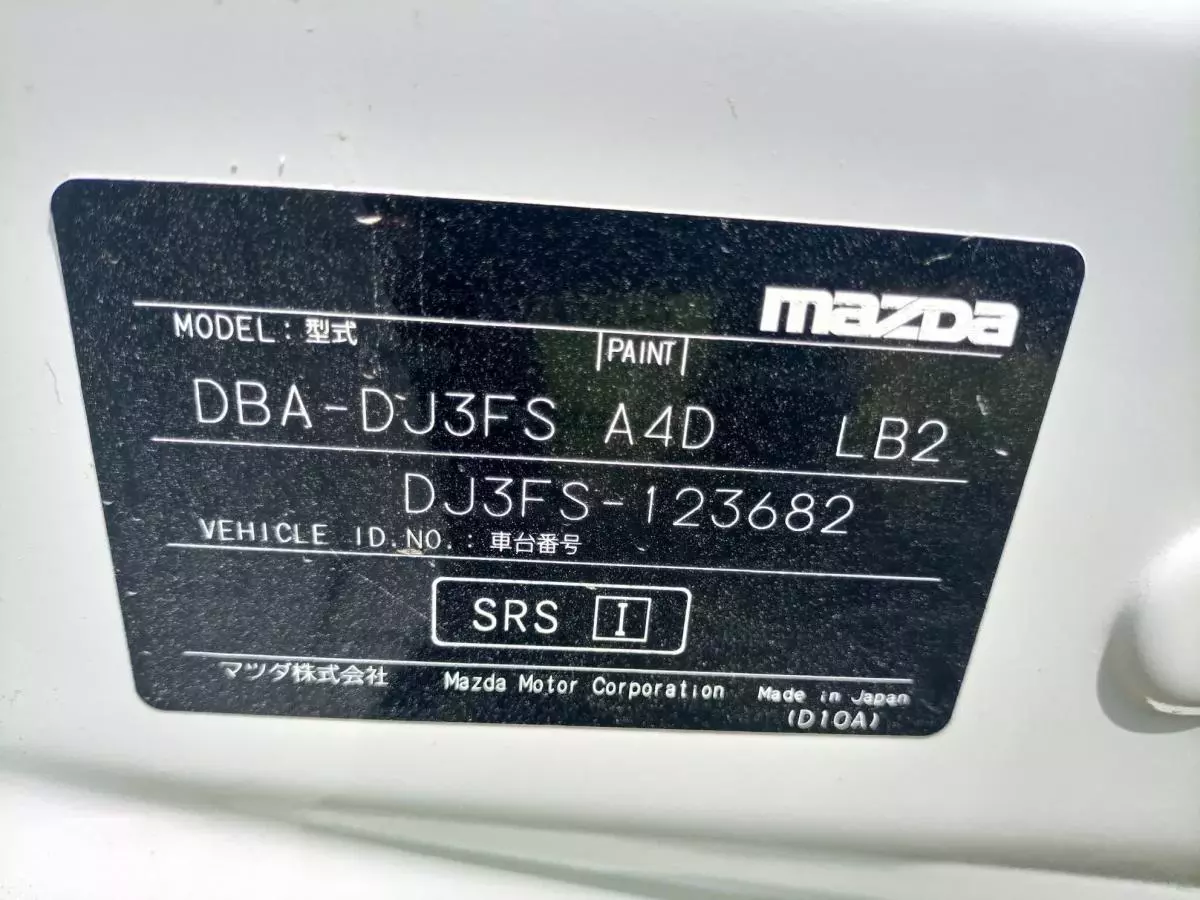 mazda
MODEL: 型式
PAINT
DBA-DJ3FS A4D LB2
DJ3FS-123682
VEHICLE ID.NO.: 車台番号
SRS I
マツダ株式会社 Mazda Motor Corporation Made in Japan
(D10A)